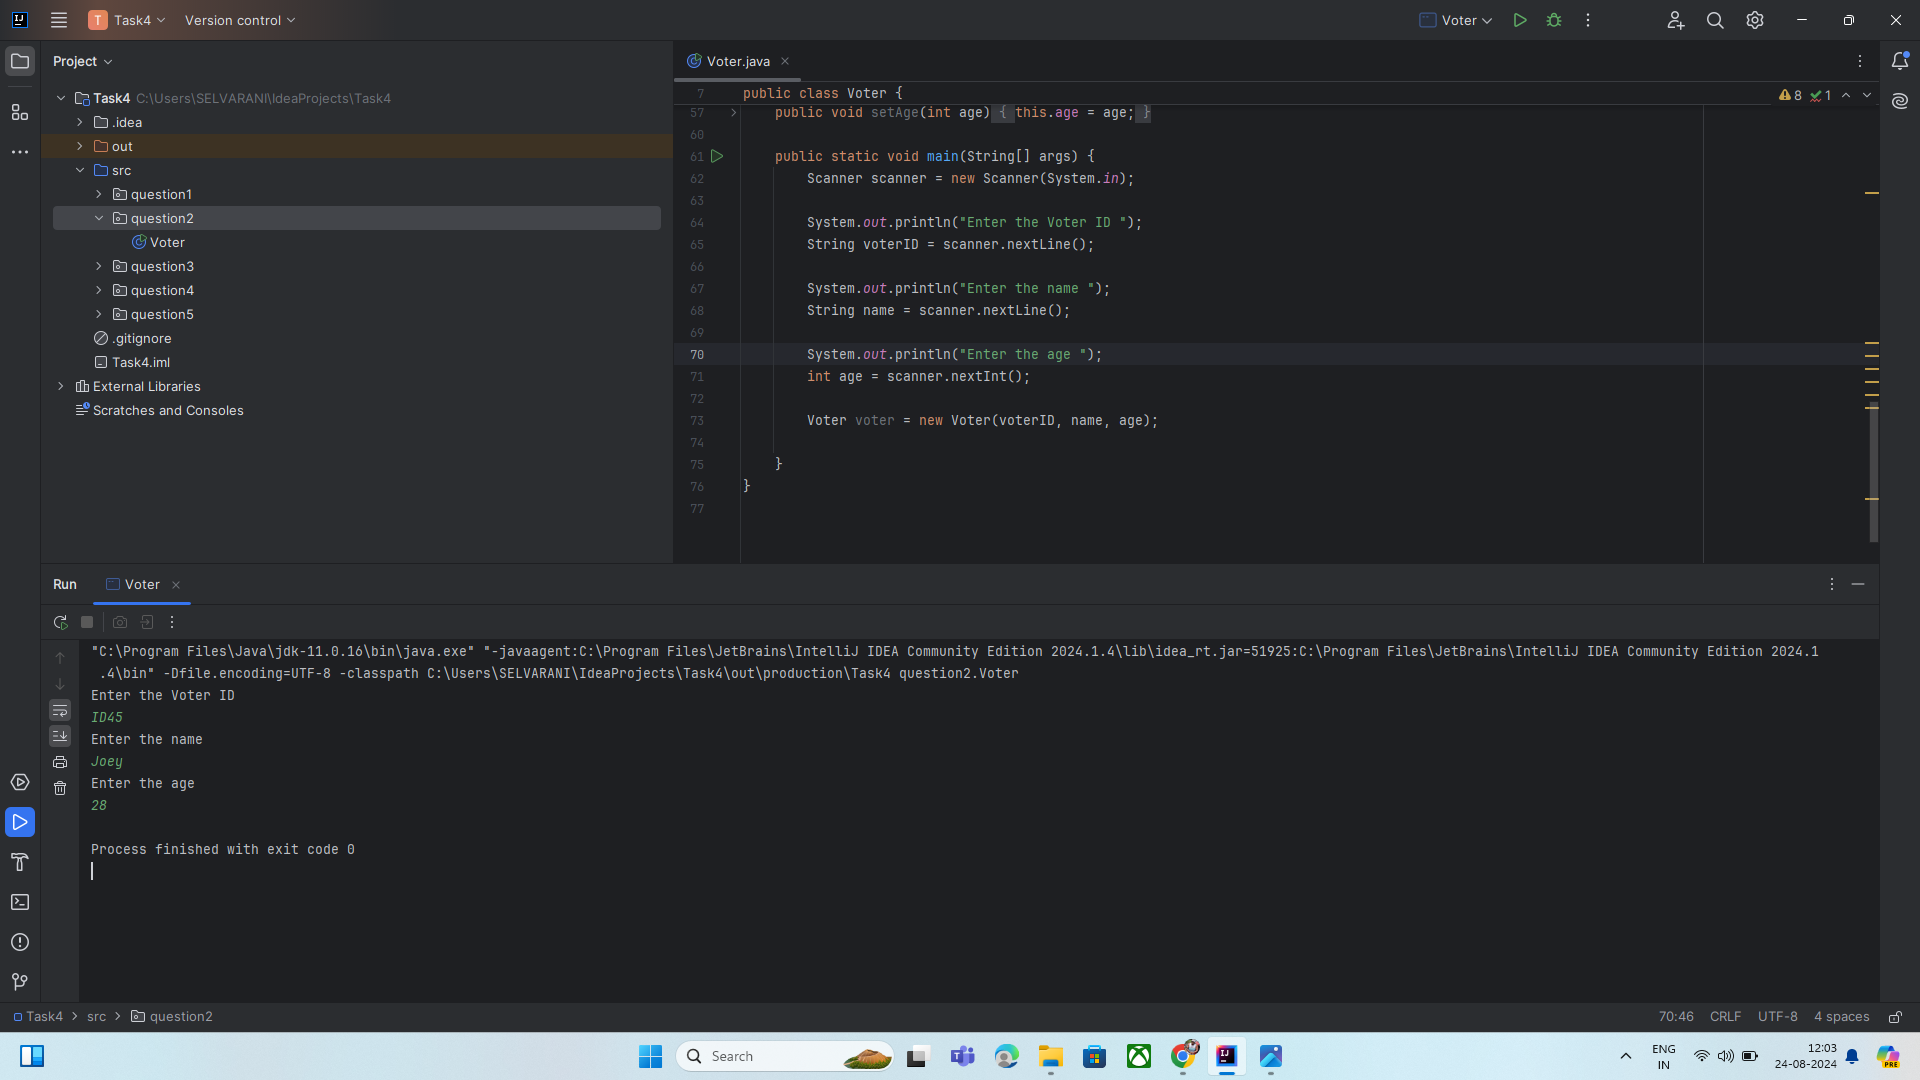 T Task4 Version control Voter
Project
Task4 C:\Users\SELVARANI\IdeaProjects\Task4
.idea
out
src
question1
question2
Voter
question3
question4
question5
.gitignore
Task4.iml
External Libraries
Scratches and Consoles
Voter.java
8 1
7 public class Voter {
57 public void setAge(int age) { this.age = age; }
60
61 public static void main(String[] args) {
62 Scanner scanner = new Scanner(System.in);
63
64 System.out.println("Enter the Voter ID ");
65 String voterID = scanner.nextLine();
66
67 System.out.println("Enter the name ");
68 String name = scanner.nextLine();
69
70 System.out.println("Enter the age ");
71 int age = scanner.nextInt();
72
73 Voter voter = new Voter(voterID, name, age);
74
75 }
76 }
77
Run Voter
"C:\Program Files\Java\jdk-11.0.16\bin\java.exe" "-javaagent:C:\Program Files\JetBrains\IntelliJ IDEA Community Edition 2024.1.4\lib\idea_rt.jar=51925:C:\Program Files\JetBrains\IntelliJ IDEA Community Edition 2024.1
.4\bin" -Dfile.encoding=UTF-8 -classpath C:\Users\SELVARANI\IdeaProjects\Task4\out\production\Task4 question2.Voter
Enter the Voter ID
ID45
Enter the name
Joey
Enter the age
28
Process finished with exit code 0
Task4 > src > question2
70:46 CRLF UTF-8 4 spaces
Search
ENG
IN
12:03
24-08-2024
PRE